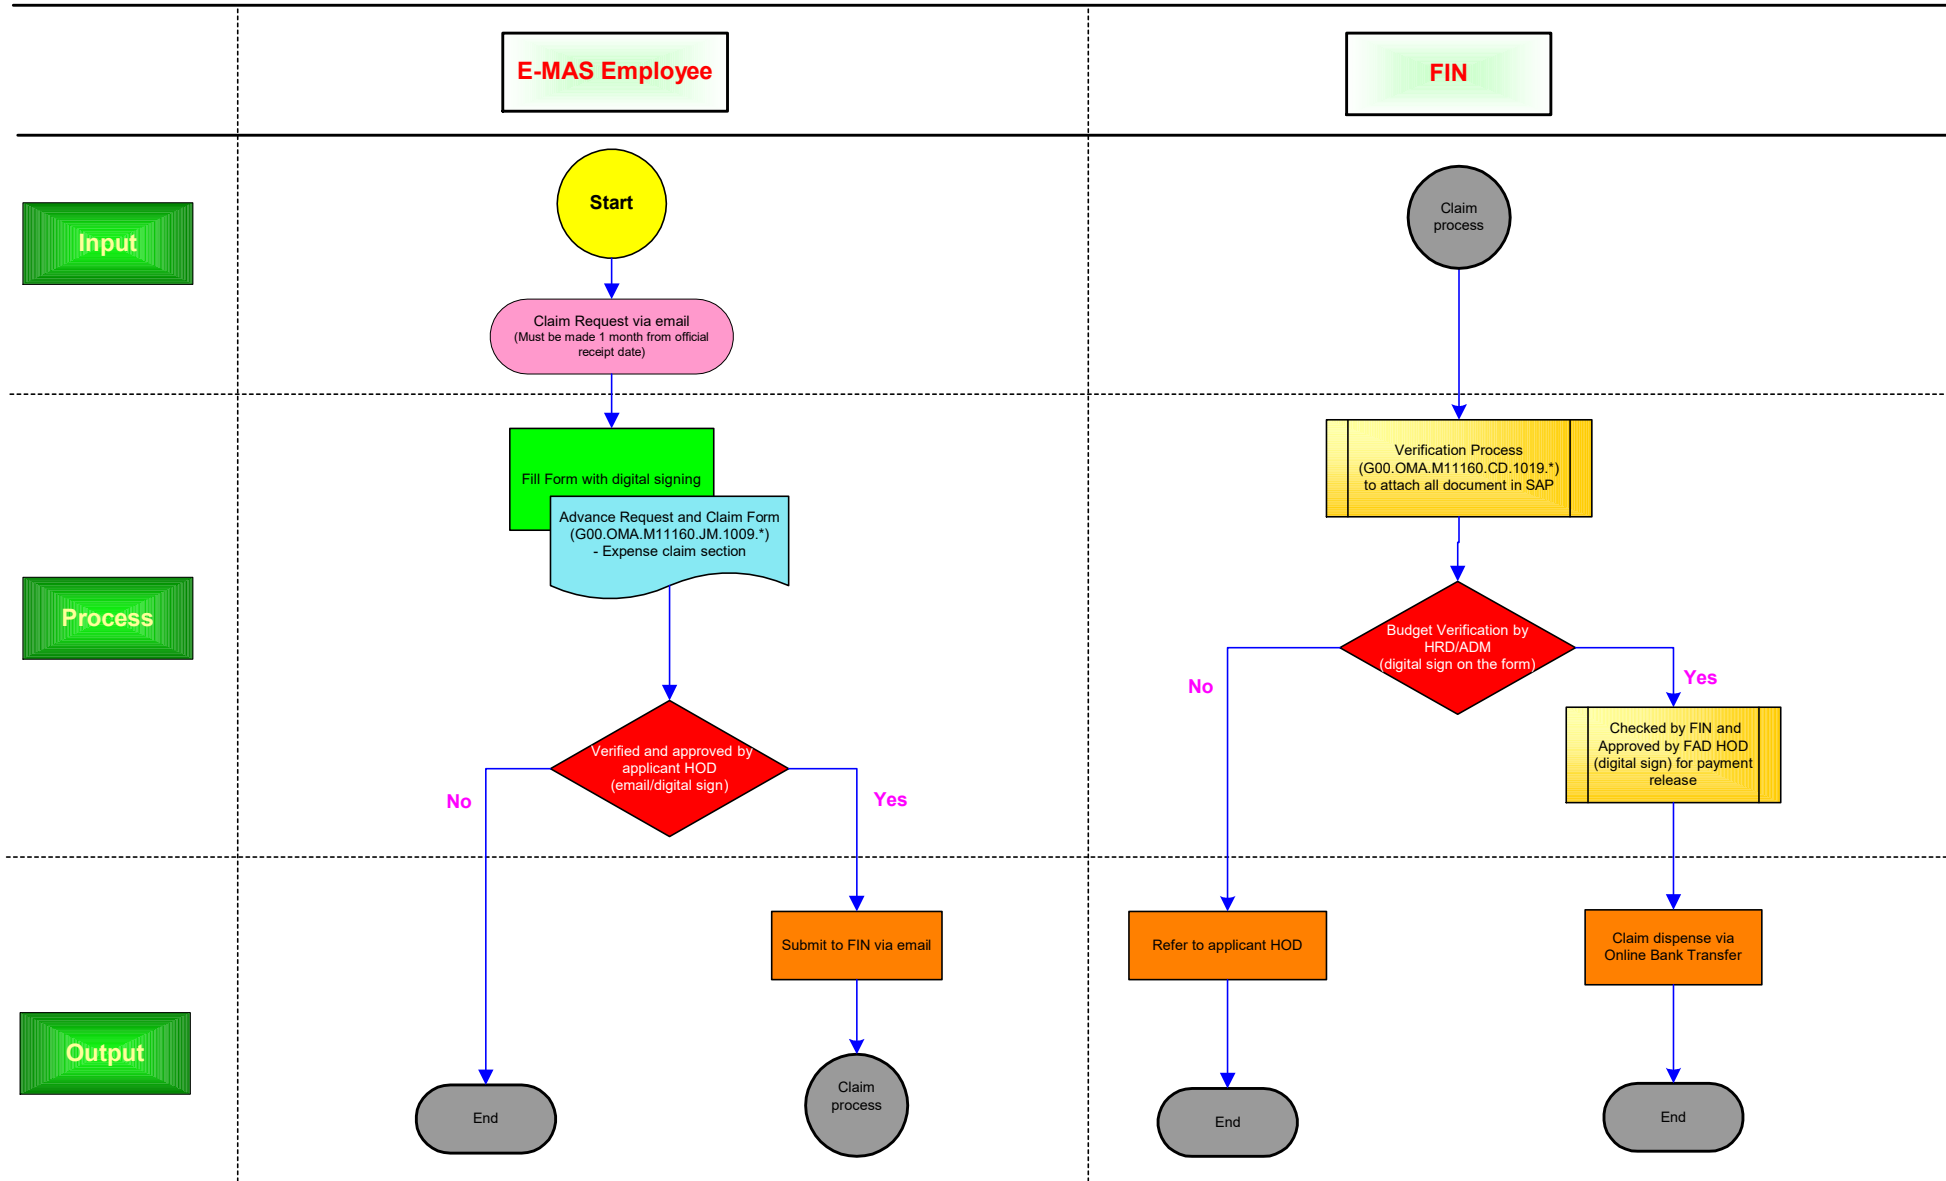 E-MAS Employee
FIN
Input
Start
Claim Request via email
(Must be made 1 month from official
receipt date)
Claim
process
Process
Fill Form with digital signing
Advance Request and Claim Form
(G00.OMA.M11160.JM.1009.*)
- Expense claim section
Verified and approved by
applicant HOD
(email/digital sign)
No
Yes
Verification Process
(G00.OMA.M11160.CD.1019.*)
to attach all document in SAP
Budget Verification by
HRD/ADM
(digital sign on the form)
No
Yes
Checked by FIN and
Approved by FAD HOD
(digital sign) for payment
release
Output
Submit to FIN via email
End
Claim
process
Refer to applicant HOD
End
Claim dispense via
Online Bank Transfer
End